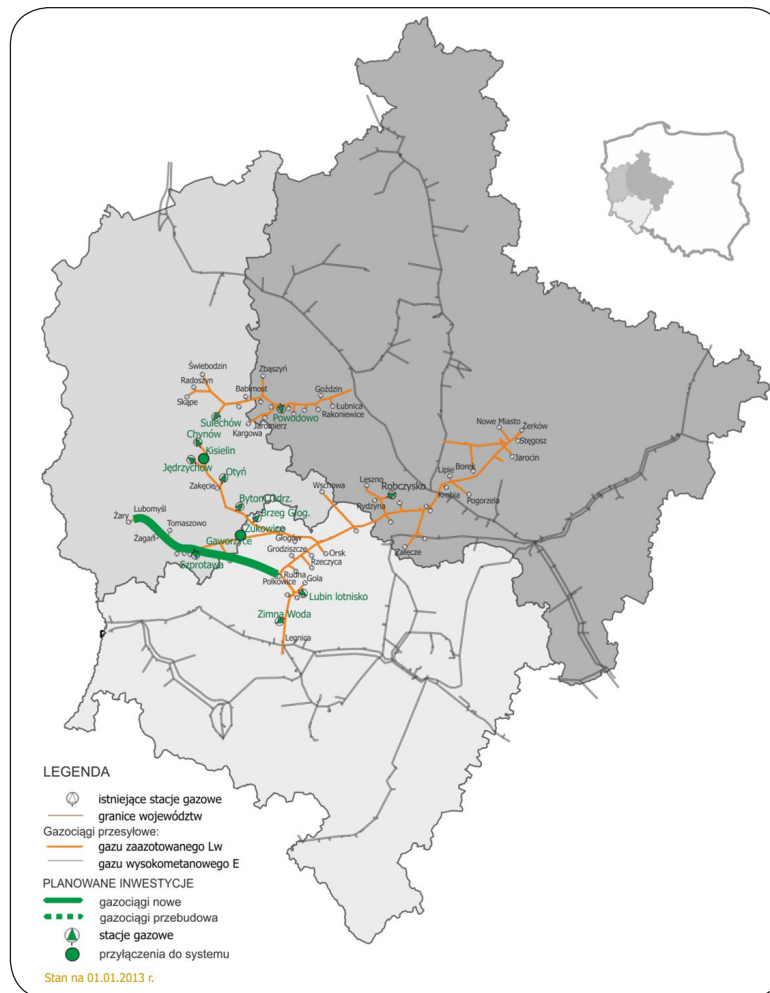 Świebodzin
Radoszyn
Skąpe
Babimost
Zbąszyń
Goździn
Łubnica
Rakoniewice
Powodowo
Jaromierz
Kargowa
Sulechów
Chynów
Kisielin
Jędrzychów
Otyń
Zakęcie
Nowe Miasto
Żerków
Stęgosz
Jarocin
Borek
Lipie
Pogorzela
Krobia
Leszno
Robczysko
Rydzyna
Wschowa
Załęcze
Bytom Odrz.
Brzeg Głog.
Żukowice
Lubomyśl
Żary
Tomaszowo
Żagań
Gaworzyce
Szprotawa
Głogów
Grodziszcze
Orsk
Rzeczyca
Rudna
Polkowice
Gola
Lubin lotnisko
Zimna Woda
Legnica
LEGENDA
istniejące stacje gazowe
granice województw
Gazociągi przesyłowe:
gazu zaazotowanego Lw
gazu wysokometanowego E
PLANOWANE INWESTYCJE
gazociągi nowe
gazociągi przebudowa
stacje gazowe
przyłączenia do systemu
Stan na 01.01.2013 r.